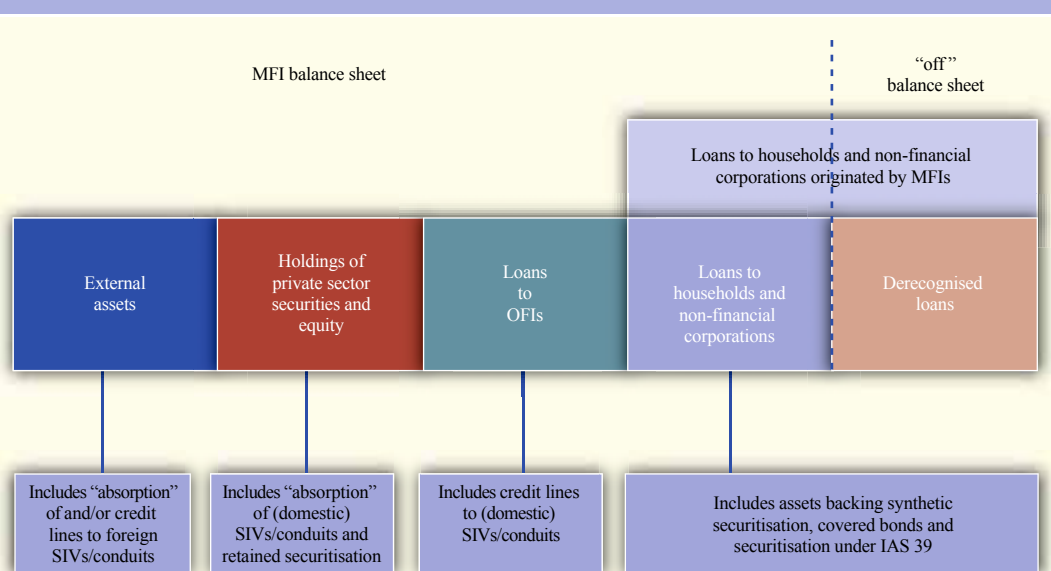 MFI balance sheet
“off”
balance sheet
Loans to households and non-financial
corporations originated by MFIs
External
assets
Holdings of
private sector
securities and
equity
Loans
to
OFIs
Loans to
households and
non-financial
corporations
Derecognised
loans
Includes “absorption”
of and/or credit
lines to foreign
SIVs/conduits
Includes “absorption”
of (domestic)
SIVs/conduits and
retained securitisation
Includes credit lines
to (domestic)
SIVs/conduits
Includes assets backing synthetic
securitisation, covered bonds and
securitisation under IAS 39